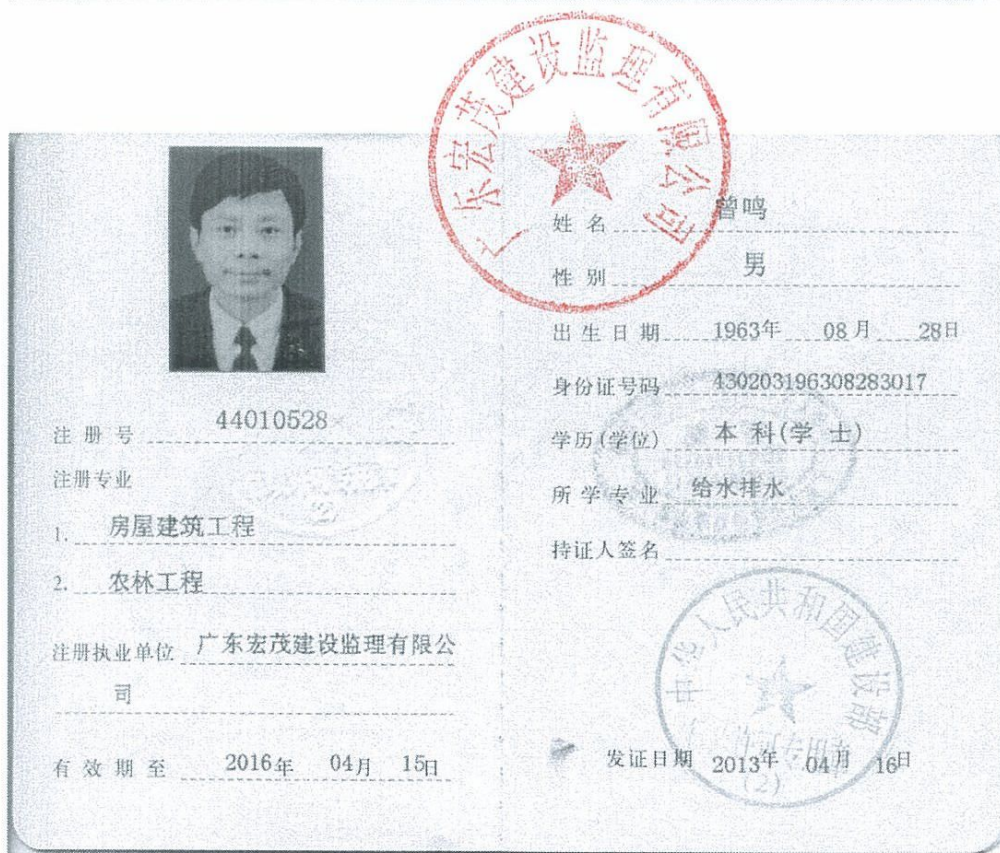 广东宏茂建设监理有限公司
姓 名 曾鸣
性 别 男
出 生 日 期 1963年 08月 28日
身份证号码 430203196308283017
学历(学位) 本 科(学 士)
所 学 专 业 给水排水
持证人签名
中华人民共和国建设部
(2)
发证日期 2013年 04月 16日
注 册 号 44010528
注册专业
1. 房屋建筑工程
2. 农林工程
注册执业单位 广东宏茂建设监理有限公
司
有 效 期 至 2016年 04月 15日